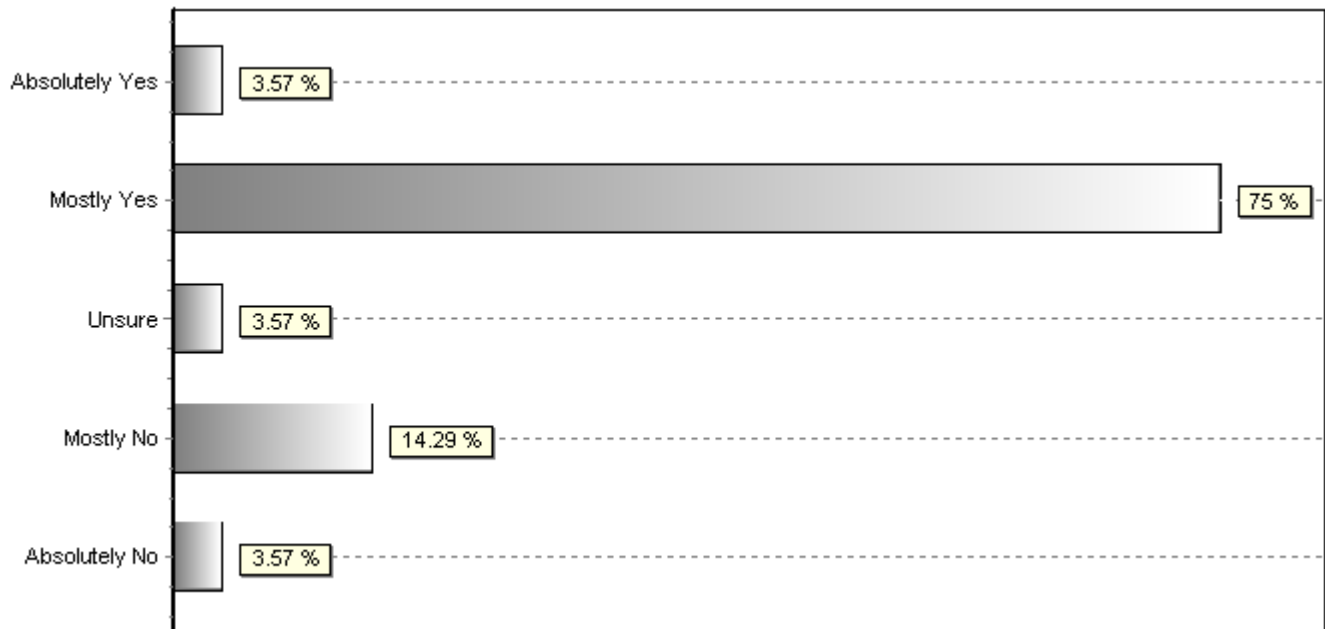 Absolutely Yes 3.57 %
Mostly Yes 75 %
Unsure 3.57 %
Mostly No 14.29 %
Absolutely No 3.57 %